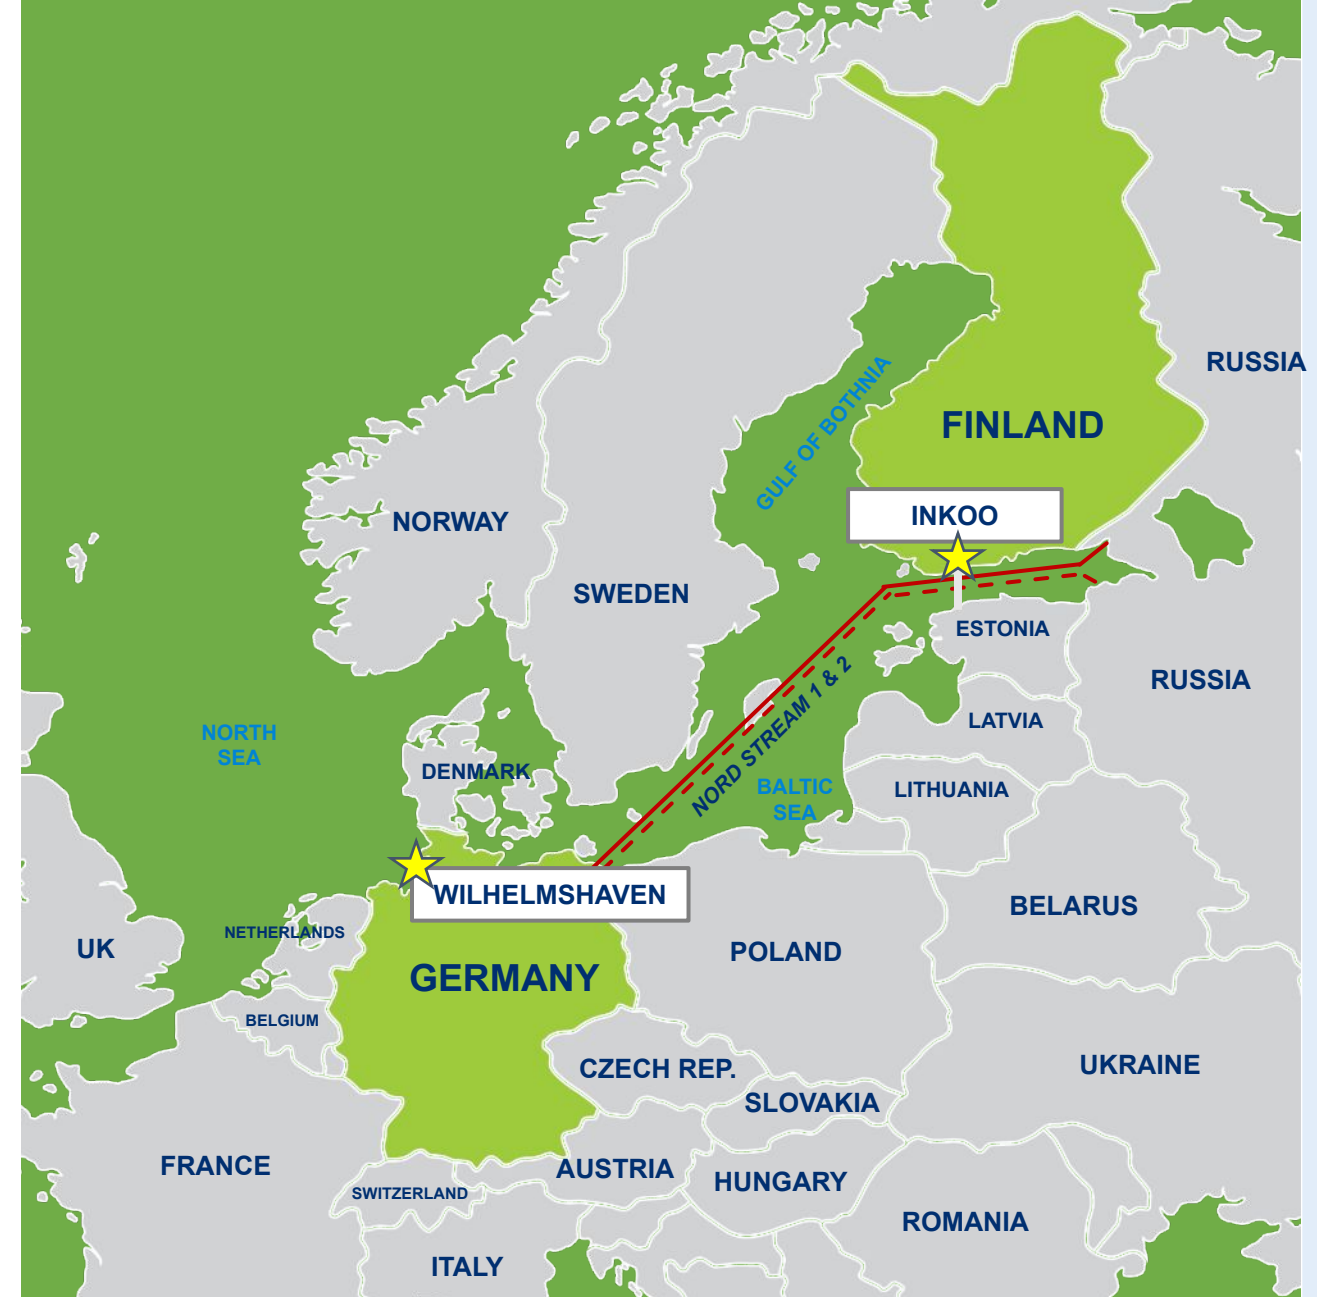 RUSSIA
GULF OF BOTHNIA
FINLAND
INKOO
NORWAY
SWEDEN
ESTONIA
RUSSIA
NORD STREAM 1 & 2
LATVIA
NORTH
SEA
DENMARK
BALTIC
SEA
LITHUANIA
WILHELMSHAVEN
BELARUS
NETHERLANDS
UK
POLAND
GERMANY
BELGIUM
CZECH REP.
UKRAINE
SLOVAKIA
FRANCE
AUSTRIA
SWITZERLAND
HUNGARY
ROMANIA
ITALY